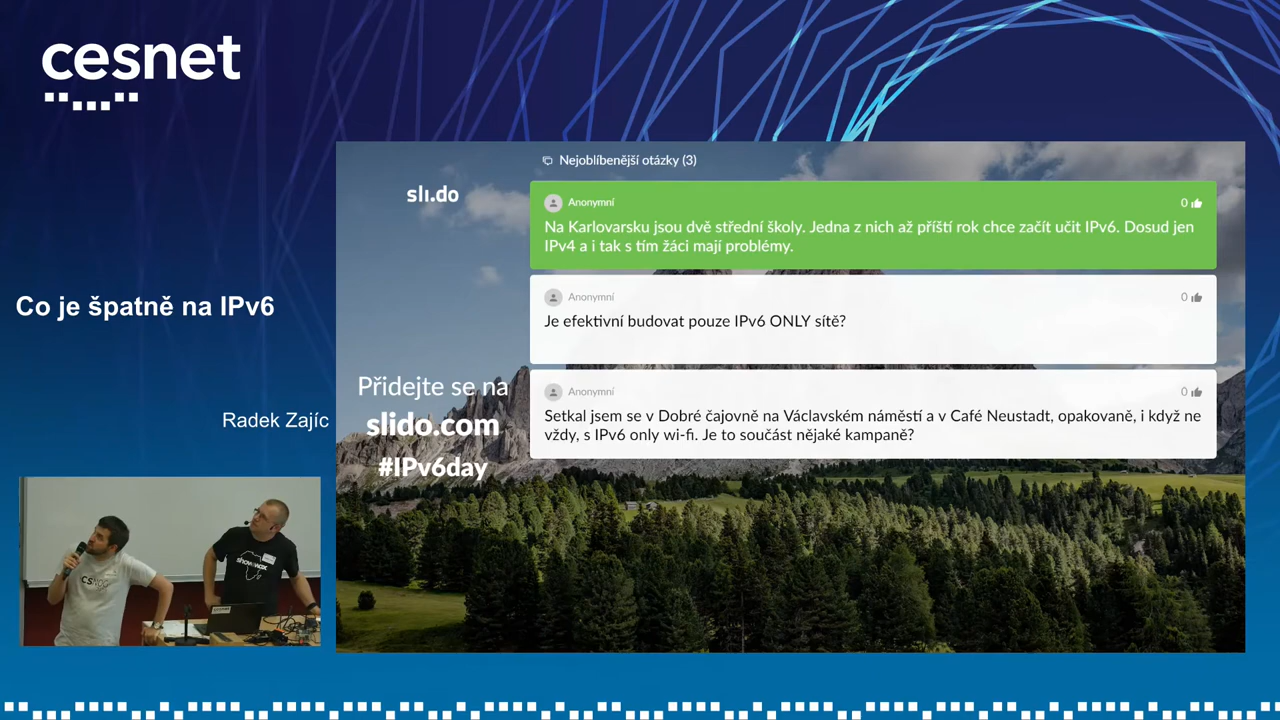 cesnet
Co je špatně na IPv6
Radek Zajíc
sli.do
Přidejte se na
slido.com
#IPv6day
Nejoblíbenější otázky (3)
Anonymní
0
Na Karlovarsku jsou dvě střední školy. Jedna z nich až příští rok chce začít učit IPv6. Dosud jen
IPv4 a i tak s tím žáci mají problémy.
Anonymní
0
Je efektivní budovat pouze IPv6 ONLY sítě?
Anonymní
0
Setkal jsem se v Dobré čajovně na Václavském náměstí a v Café Neustadt, opakovaně, i když ne
vždy, s IPv6 only wi-fi. Je to součást nějaké kampaně?